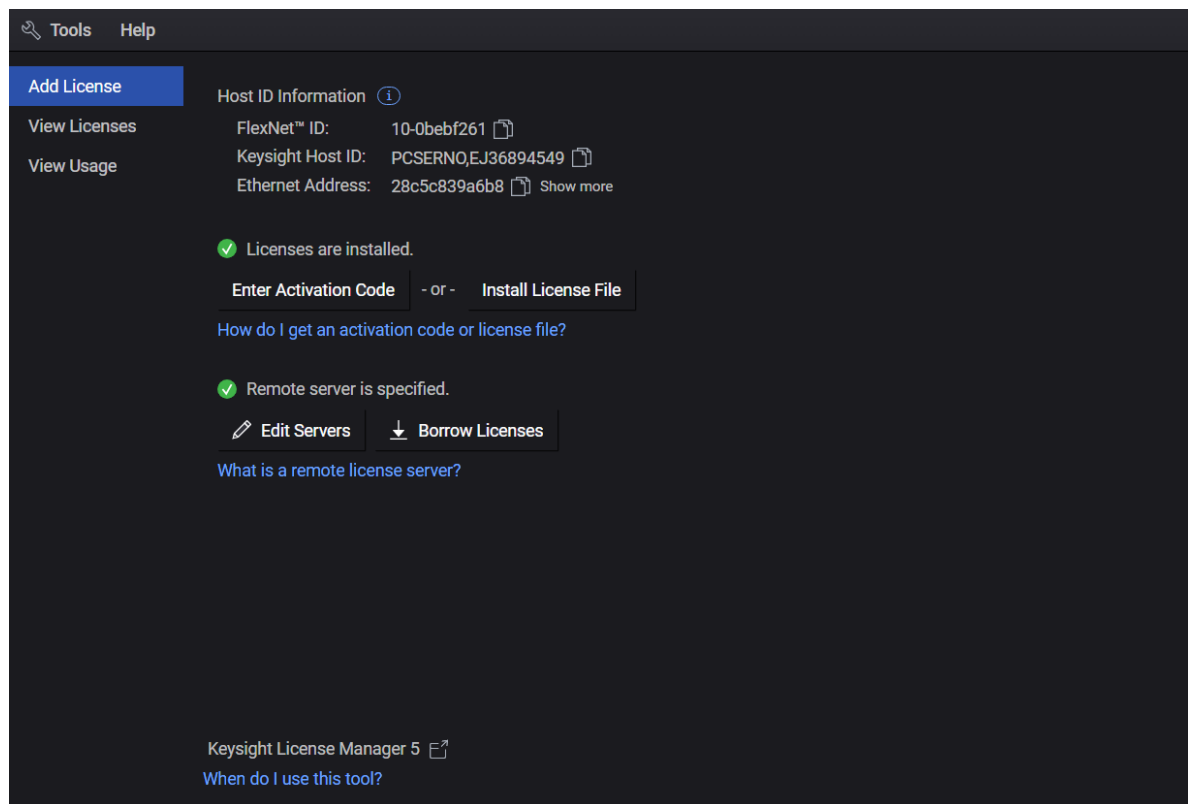 Tools Help
Add License
View Licenses
View Usage
Host ID Information
FlexNet™ ID: 10-0bebf261
Keysight Host ID: PCSERNO,EJ36894549
Ethernet Address: 28c5c839a6b8 Show more
Licenses are installed.
Enter Activation Code - or - Install License File
How do I get an activation code or license file?
Remote server is specified.
Edit Servers Borrow Licenses
What is a remote license server?
Keysight License Manager 5
When do I use this tool?